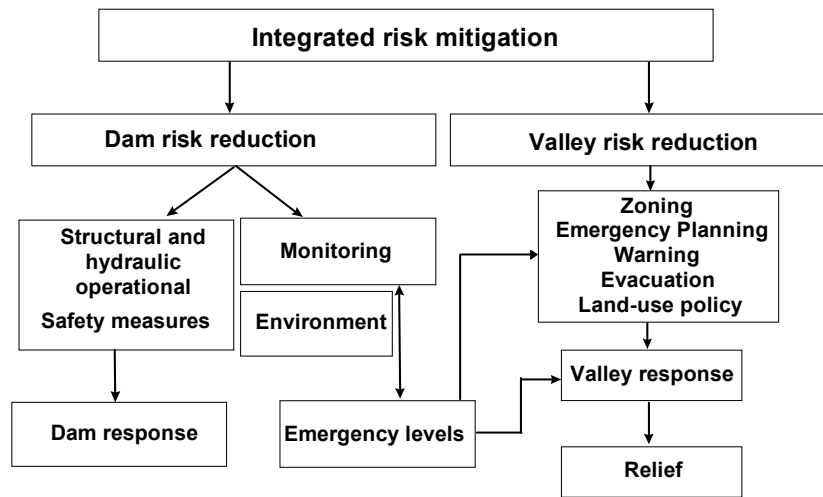 Integrated risk mitigation
Dam risk reduction
Valley risk reduction
Structural and
hydraulic
operational
Safety measures
Monitoring
Environment
Zoning
Emergency Planning
Warning
Evacuation
Land-use policy
Valley response
Dam response
Emergency levels
Relief